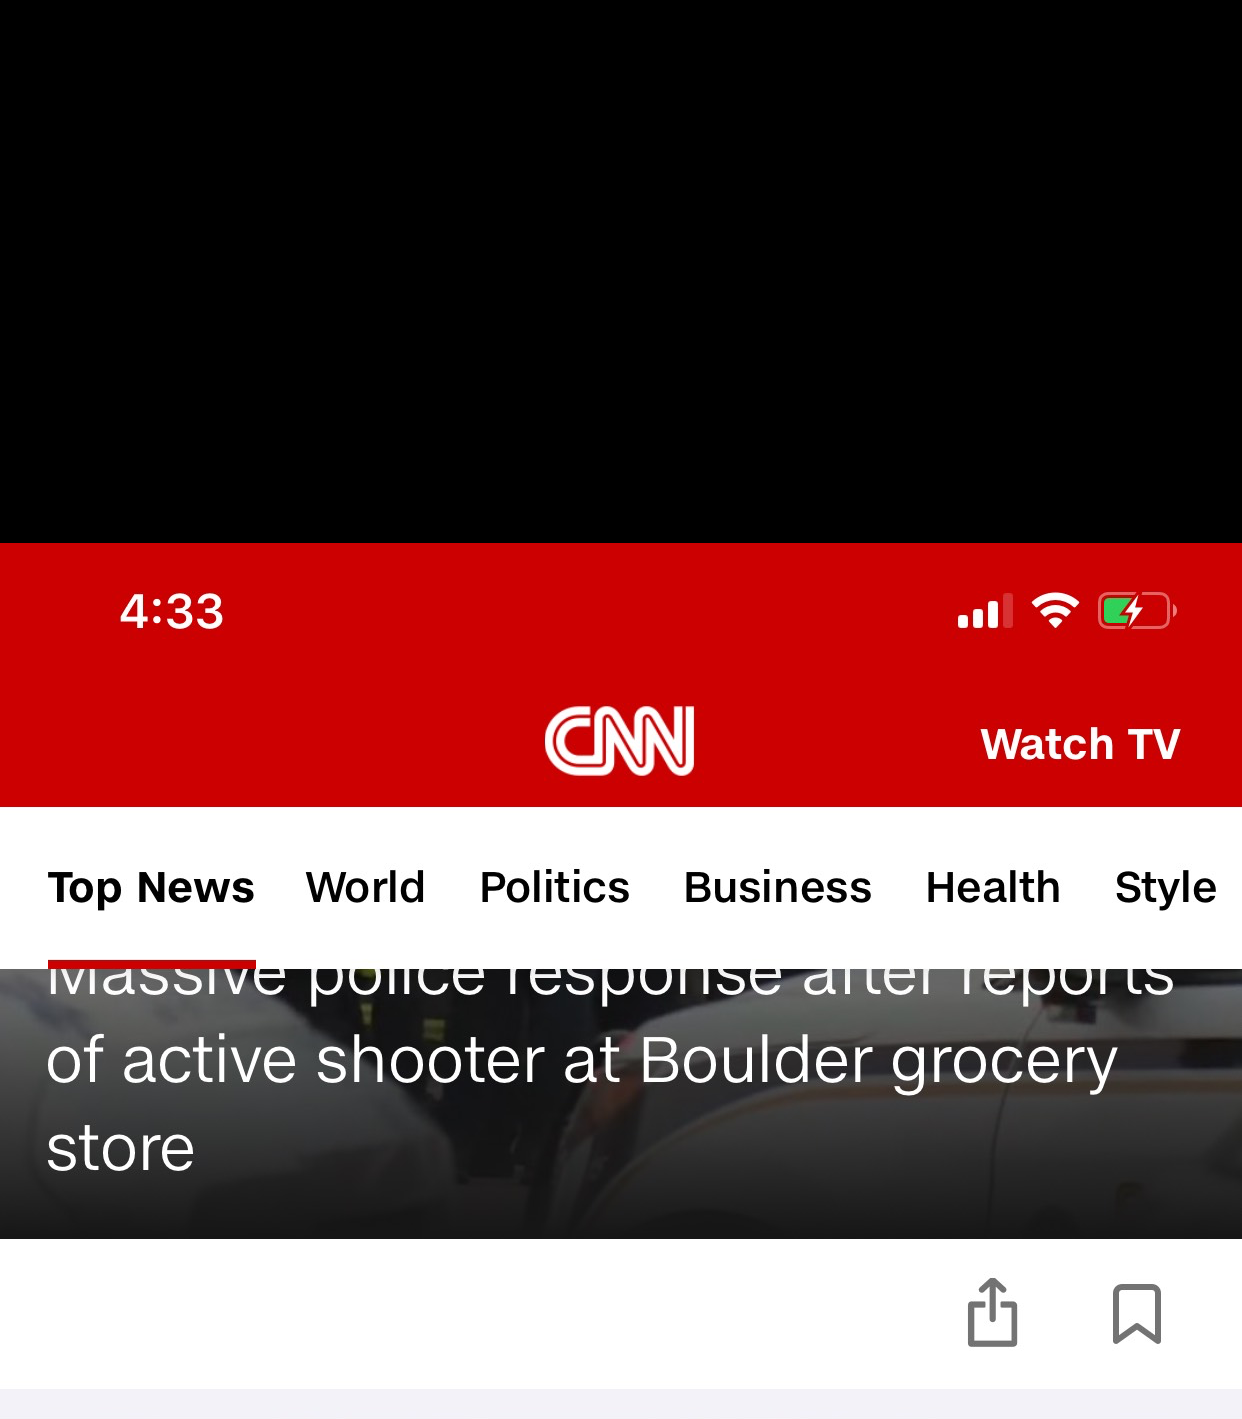 4:33
CNN
Watch TV
Top News World Politics Business Health Style
Massive police response after reports
of active shooter at Boulder grocery
store